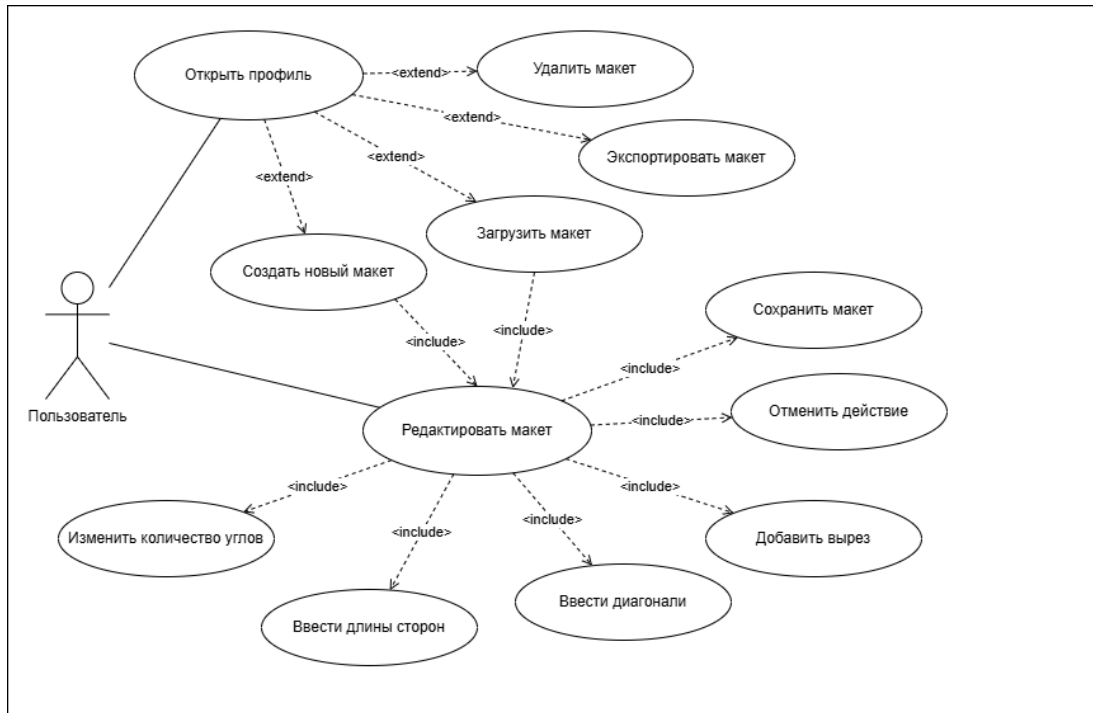 Открыть профиль
<extend>
Удалить макет
<extend>
Экспортировать макет
<extend>
<extend>
Загрузить макет
Создать новый макет
Сохранить макет
<include>
<include>
<include>
Отменить действие
Пользователь
Редактировать макет
<include>
<include>
<include>
<include>
<include>
Изменить количество углов
Добавить вырез
Ввести диагонали
Ввести длины сторон